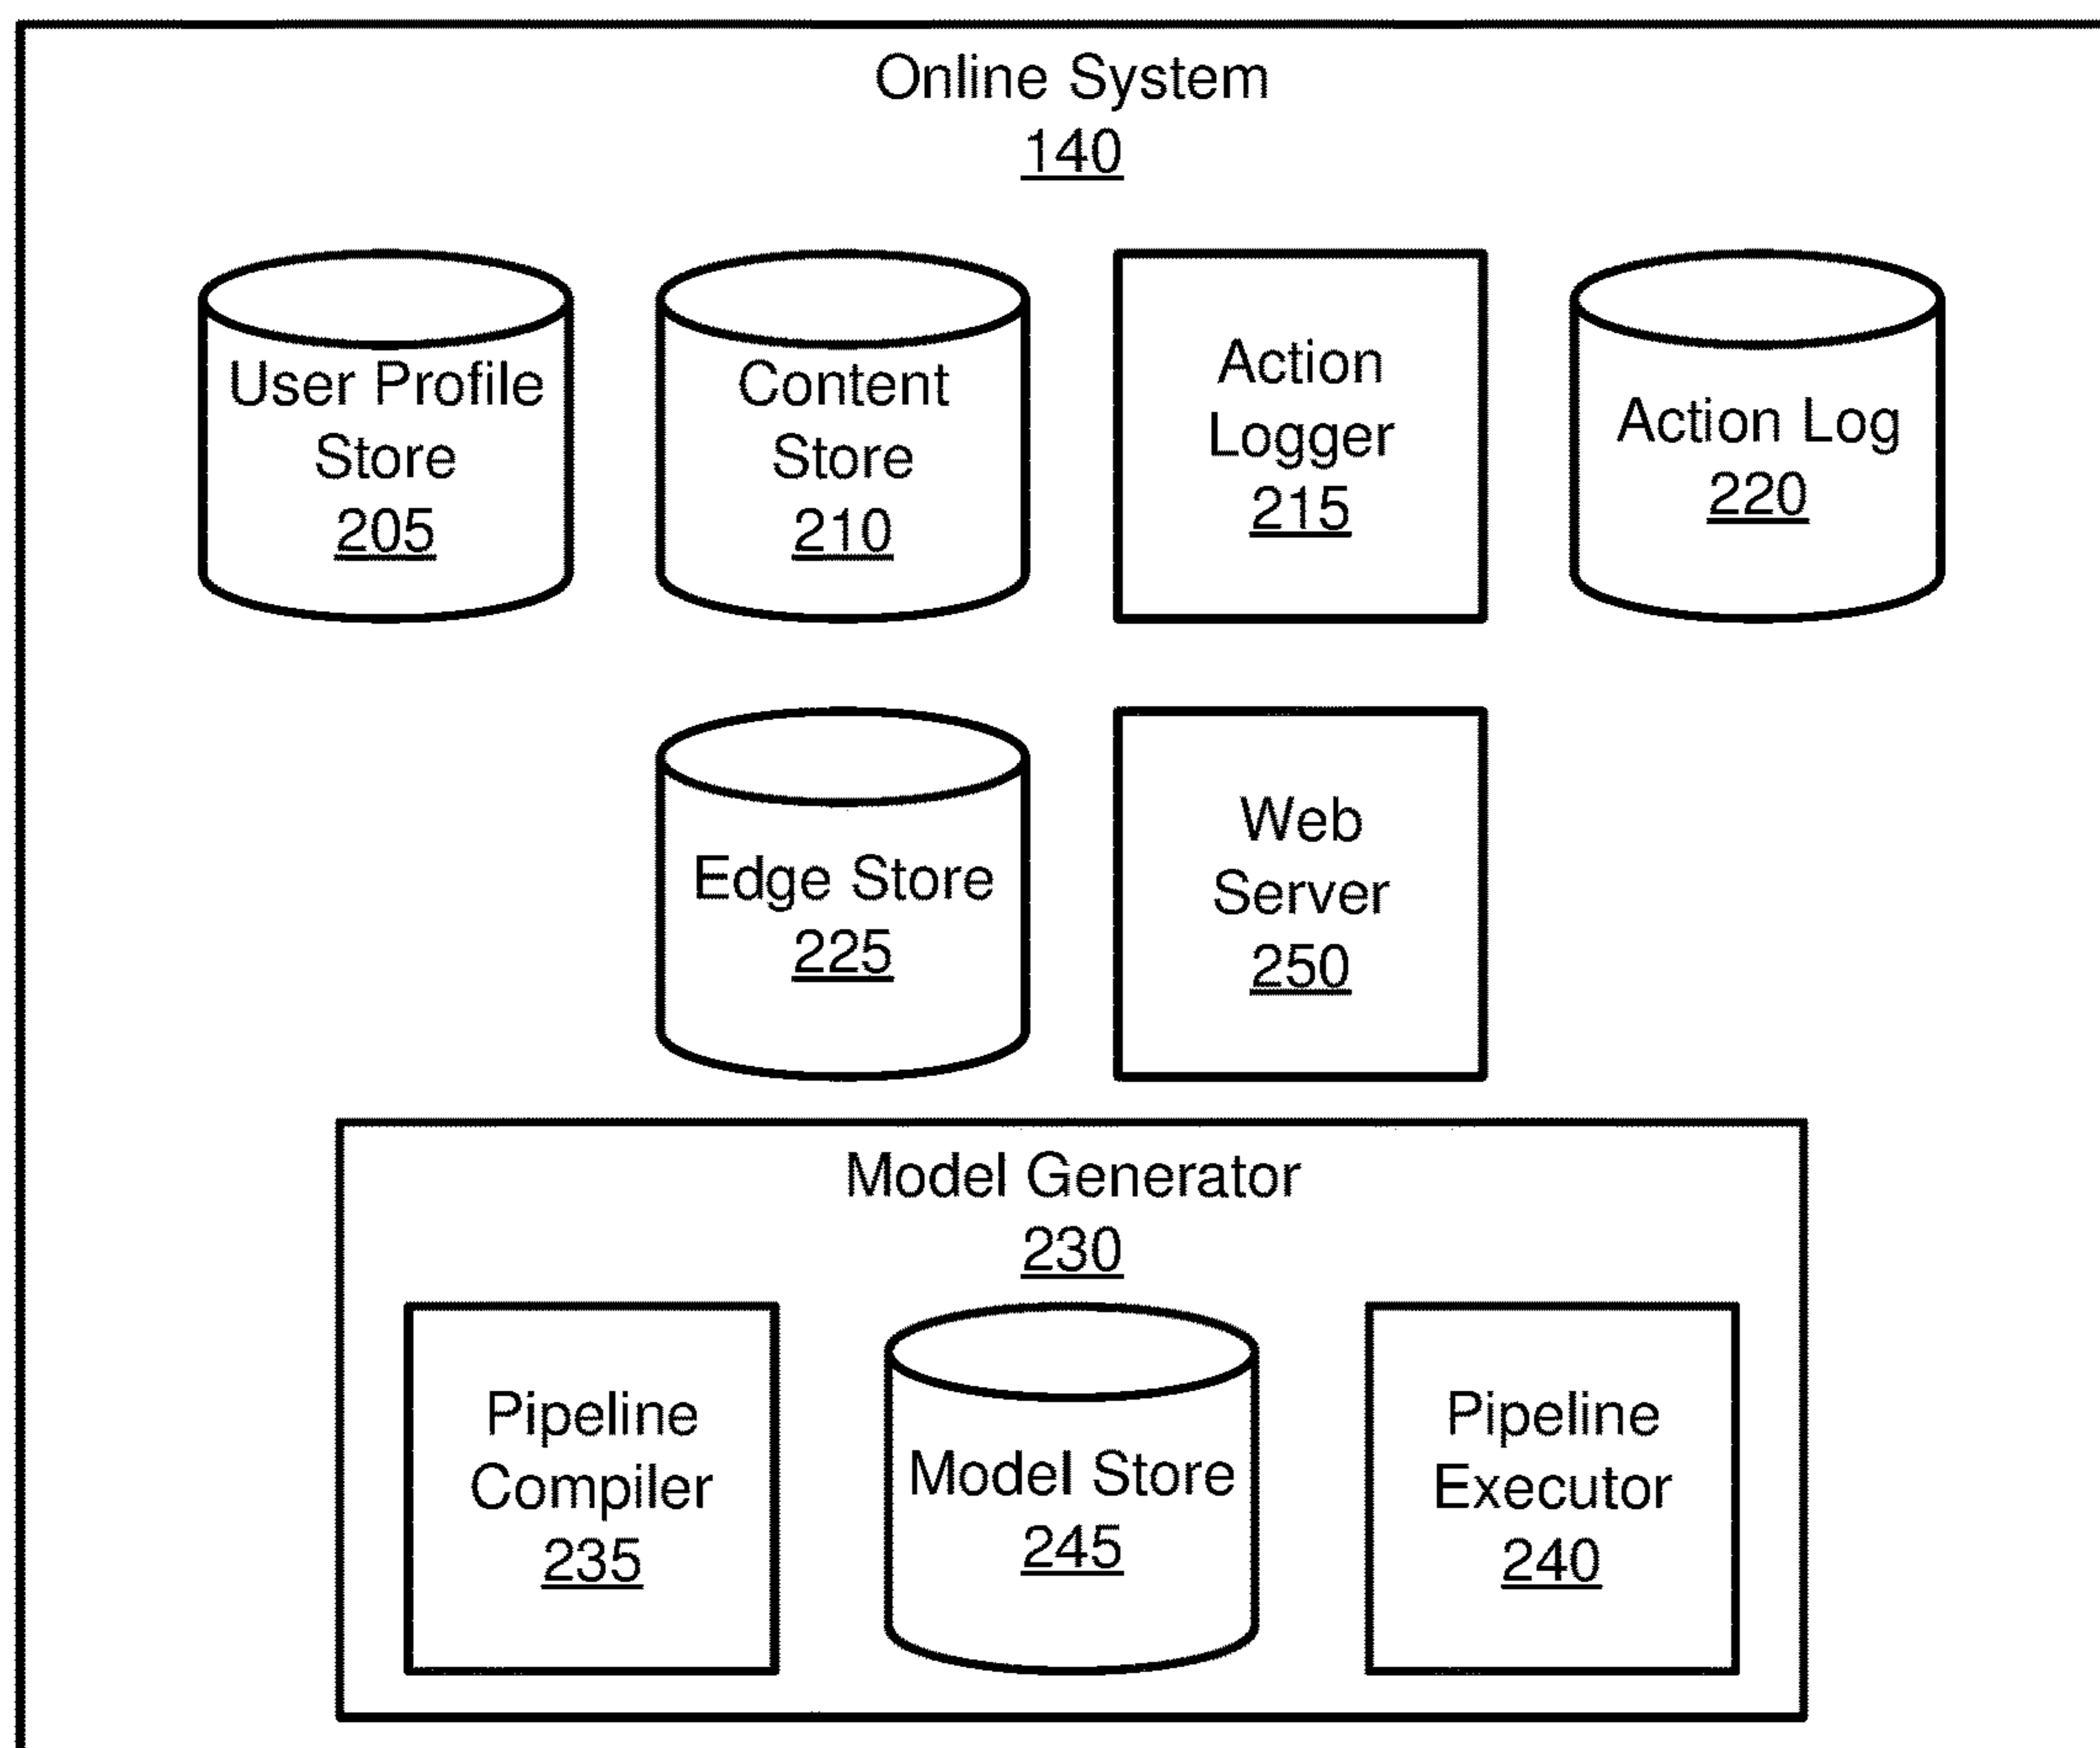 Online System
140
User Profile
Store
205
Content
Store
210
Action
Logger
215
Action Log
220
Edge Store
225
Web
Server
250
Model Generator
230
Pipeline
Compiler
235
Model Store
245
Pipeline
Executor
240